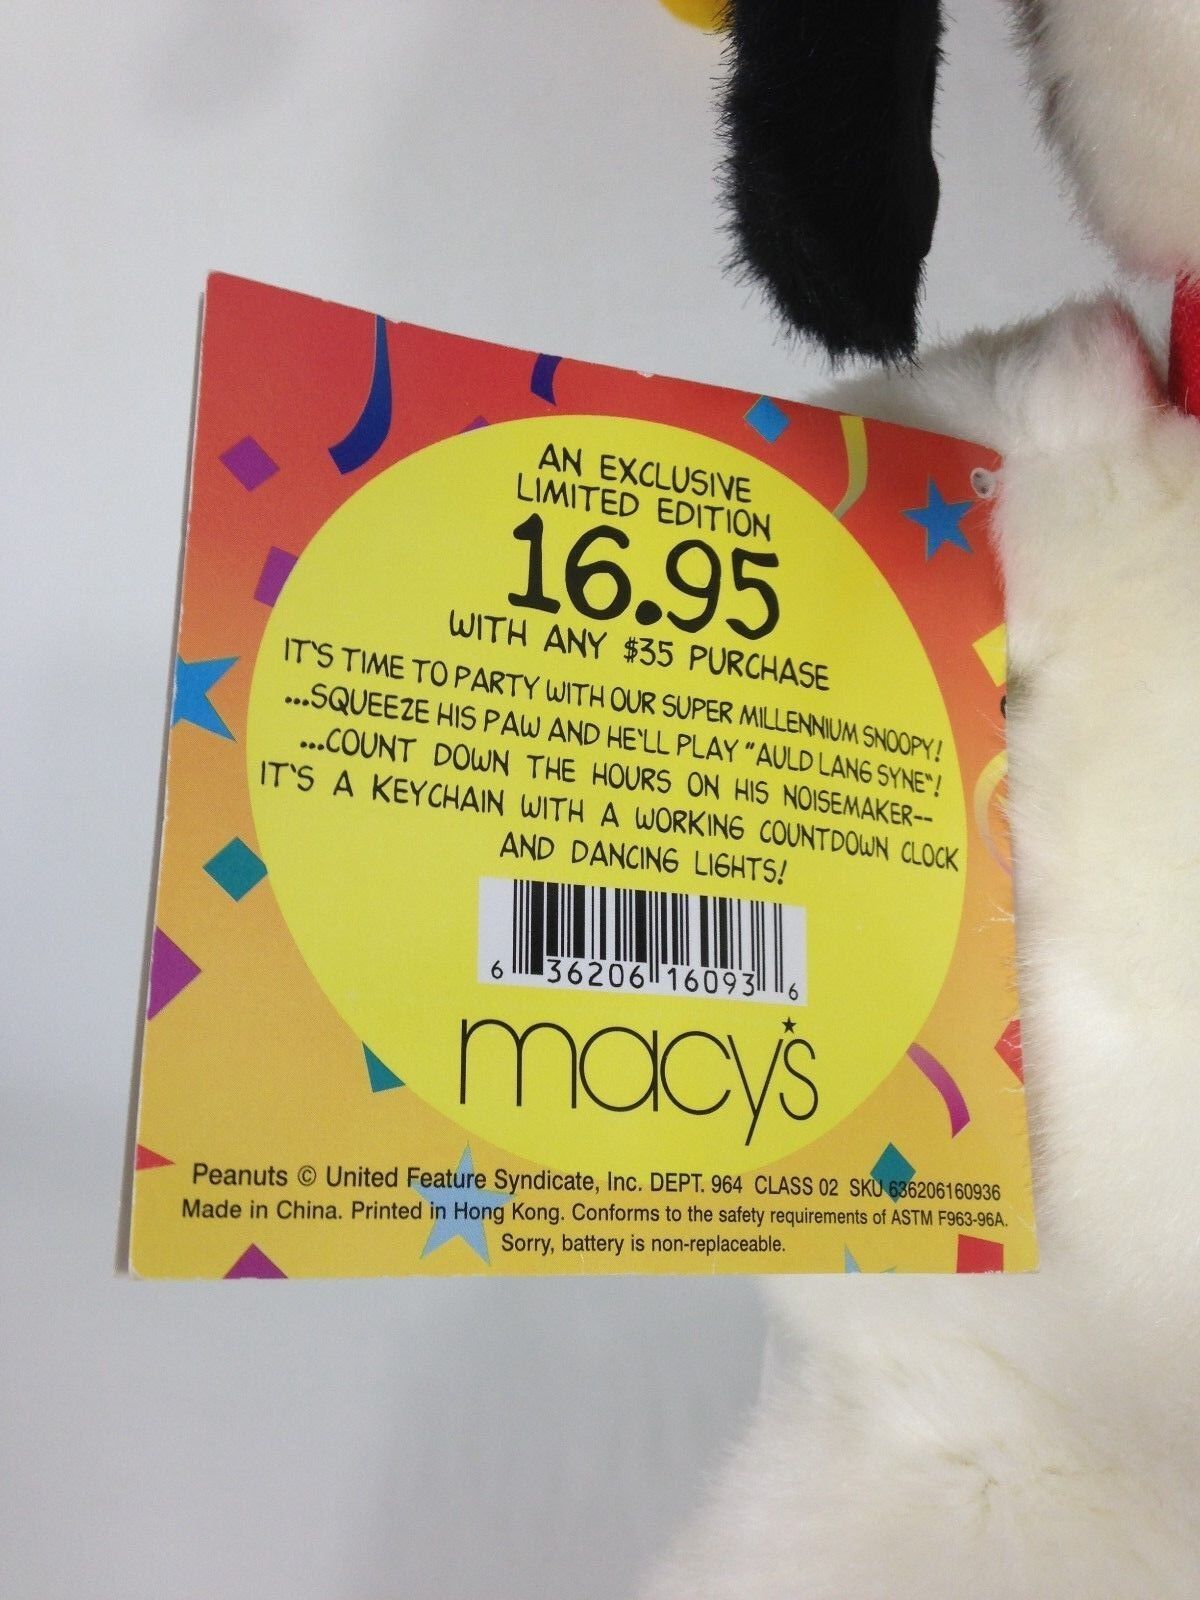 AN EXCLUSIVE
LIMITED EDITION
16.95
WITH ANY $35 PURCHASE
IT'S TIME TO PARTY WITH OUR SUPER MILLENNIUM SNOOPY!
...SQUEEZE HIS PAW AND HE'LL PLAY "AULD LANG SYNE"!
...COUNT DOWN THE HOURS ON HIS NOISEMAKER--
IT'S A KEYCHAIN WITH A WORKING COUNTDOWN CLOCK
AND DANCING LIGHTS!
6 36206 16093 6
macy's
Peanuts © United Feature Syndicate, Inc. DEPT. 964 CLASS 02 SKU 636206160936
Made in China. Printed in Hong Kong. Conforms to the safety requirements of ASTM F963-96A.
Sorry, battery is non-replaceable.